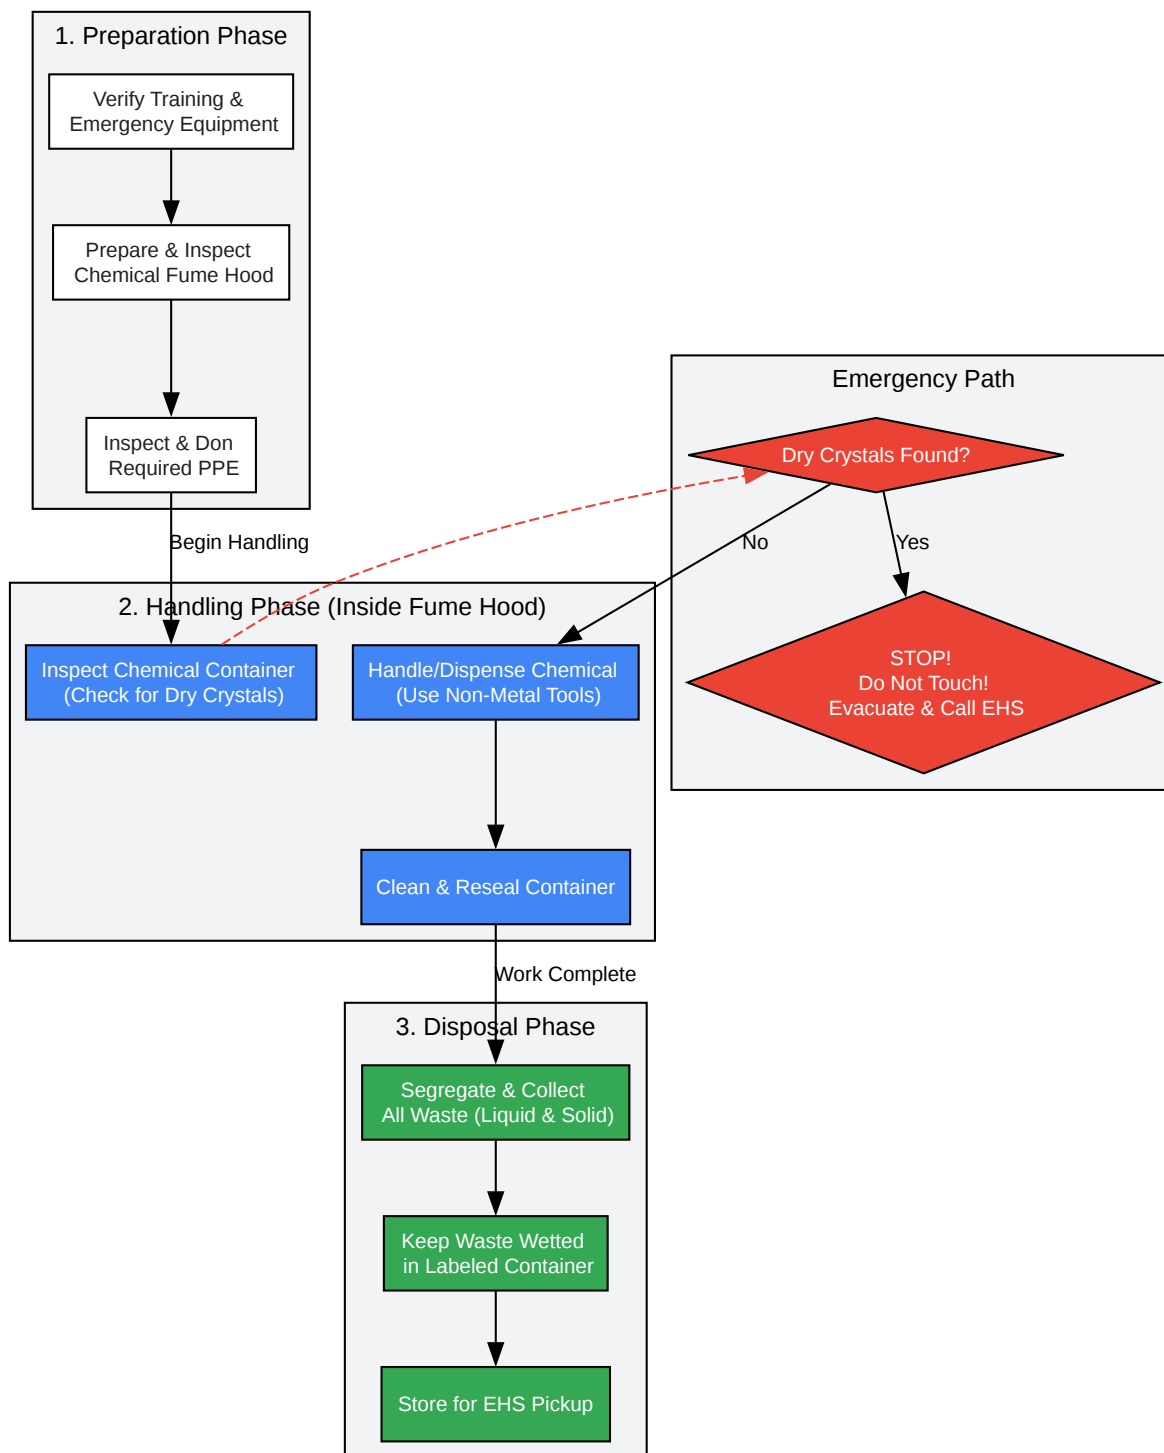 1. Preparation Phase
Verify Training &
Emergency Equipment
Prepare & Inspect
Chemical Fume Hood
Inspect & Don
Required PPE
Begin Handling
Emergency Path
Dry Crystals Found?
No
Yes
STOP!
Do Not Touch!
Evacuate & Call EHS
2. Handling Phase (Inside Fume Hood)
Inspect Chemical Container
(Check for Dry Crystals)
Handle/Dispense Chemical
(Use Non-Metal Tools)
Clean & Reseal Container
Work Complete
3. Disposal Phase
Segregate & Collect
All Waste (Liquid & Solid)
Keep Waste Wetted
in Labeled Container
Store for EHS Pickup